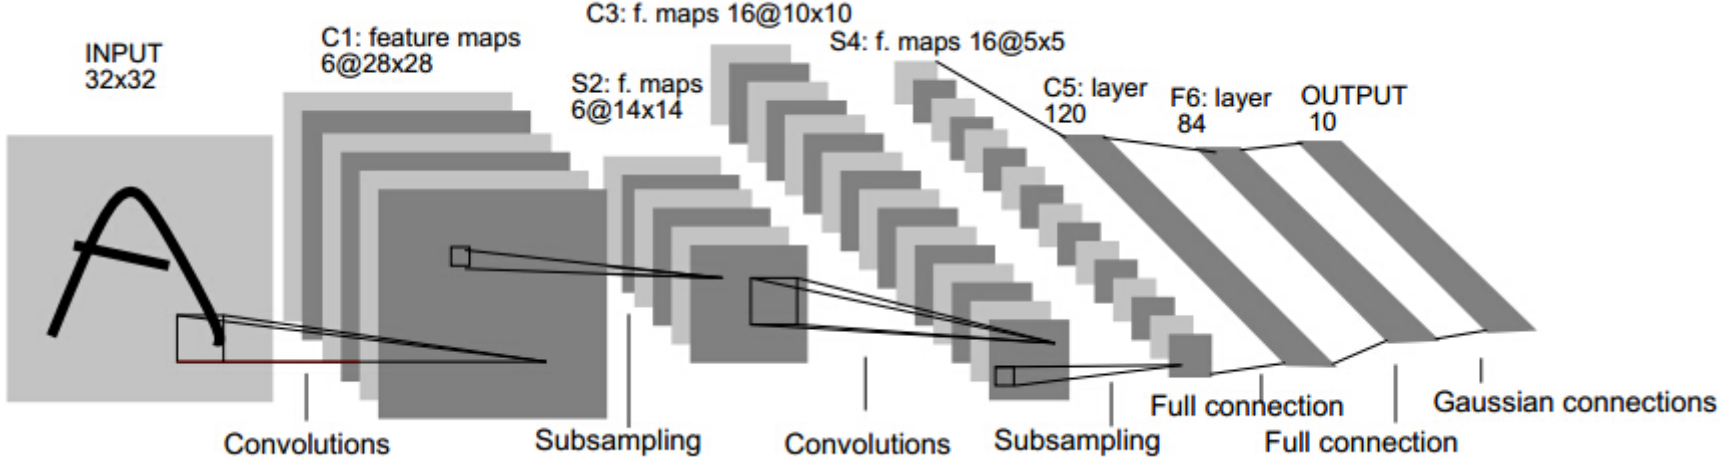 INPUT
32x32
C1: feature maps
6@28x28
S2: f. maps
6@14x14
C3: f. maps 16@10x10
S4: f. maps 16@5x5
C5: layer
120
F6: layer
84
OUTPUT
10
Convolutions
Subsampling
Convolutions
Subsampling
Full connection
Full connection
Gaussian connections